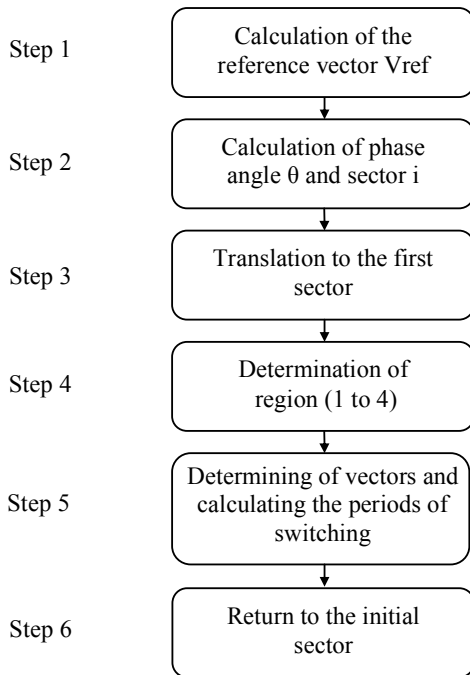 Step 1
Calculation of the
reference vector Vref
Step 2
Calculation of phase
angle θ and sector i
Step 3
Translation to the first
sector
Step 4
Determination of
region (1 to 4)
Step 5
Determining of vectors and
calculating the periods of
switching
Step 6
Return to the initial
sector